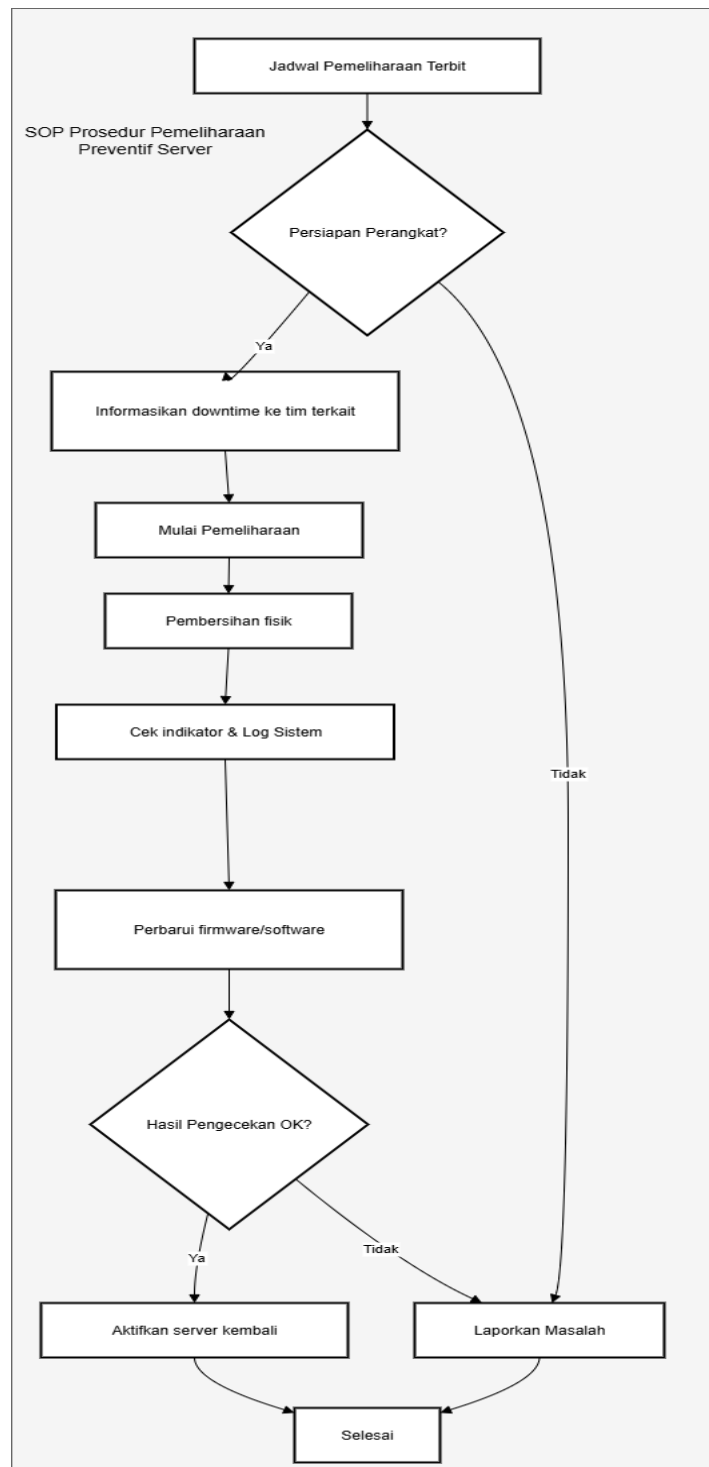 Jadwal Pemeliharaan Terbit
SOP Prosedur Pemeliharaan
Preventif Server
Persiapan Perangkat?
Ya
Informasikan downtime ke tim terkait
Mulai Pemeliharaan
Pembersihan fisik
Cek indikator & Log Sistem
Tidak
Perbarui firmware/software
Hasil Pengecekan OK?
Ya
Tidak
Aktifkan server kembali
Laporkan Masalah
Selesai